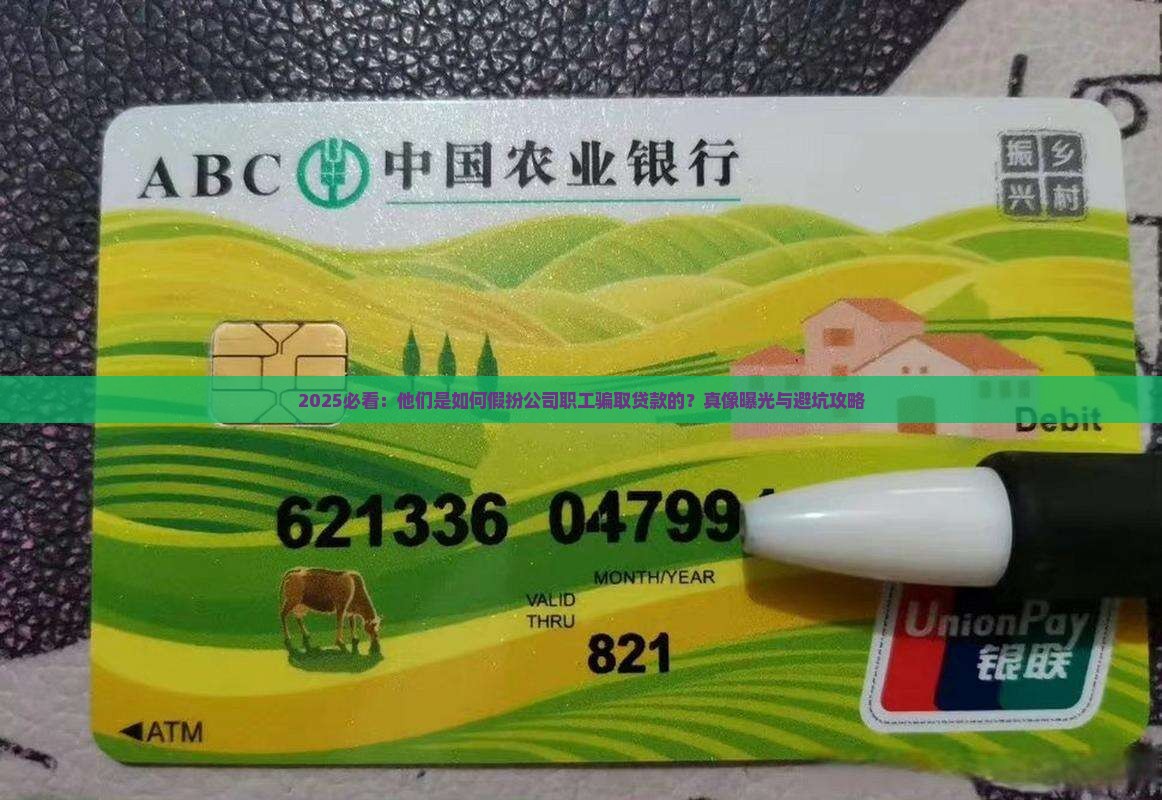 ABC 中国农业银行
振乡
兴村
2025必看：他们是如何假扮公司职工骗取贷款的？真像曝光与避坑攻略
Debit
621336 04799
MONTH/YEAR
VALID
THRU
821
UnionPay
银联
ATM